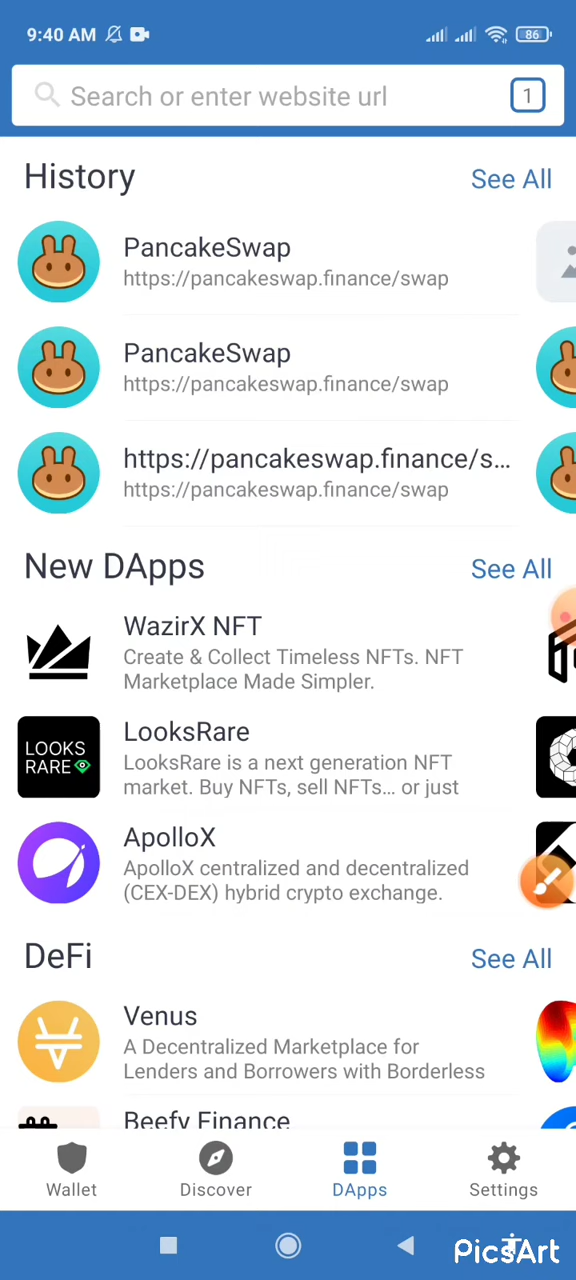 9:40 AM
86
Search or enter website url
1
History
See All
PancakeSwap
https://pancakeswap.finance/swap
PancakeSwap
https://pancakeswap.finance/swap
https://pancakeswap.finance/s...
https://pancakeswap.finance/swap
New DApps
See All
WazirX NFT
Create & Collect Timeless NFTs. NFT
Marketplace Made Simpler.
LOOKS
RARE
LooksRare
LooksRare is a next generation NFT
market. Buy NFTs, sell NFTs... or just
ApolloX
ApolloX centralized and decentralized
(CEX-DEX) hybrid crypto exchange.
DeFi
See All
Venus
A Decentralized Marketplace for
Lenders and Borrowers with Borderless
Beefy Finance
Wallet
Discover
DApps
Settings
PicsArt